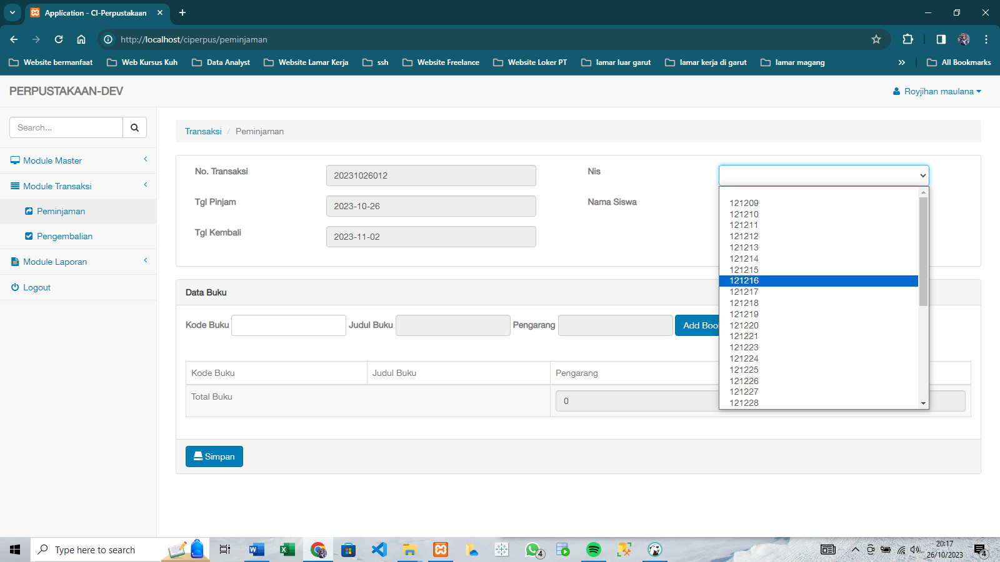 Application - CI-Perpustakaan
http://localhost/ciperpus/peminjaman
Website bermanfaat
Web Kursus Kuh
Data Analyst
Website Lamar Kerja
ssh
Website Freelance
Website Loker PT
lamar luar garut
lamar kerja di garut
lamar magang
All Bookmarks
PERPUSTAKAAN-DEV
Royjihan maulana
Search...
Module Master
Module Transaksi
Peminjaman
Pengembalian
Module Laporan
Logout
Transaksi / Peminjaman
No. Transaksi
20231026012
Tgl Pinjam
2023-10-26
Tgl Kembali
2023-11-02
Nis
Nama Siswa
121209
121210
121211
121212
121213
121214
121215
121216
121217
121218
121219
121220
121221
121223
121224
121225
121226
121227
121228
Data Buku
Kode Buku
Judul Buku
Pengarang
Add Boo
Kode Buku
Judul Buku
Pengarang
Total Buku
0
Simpan
Type here to search
4
20:17
26/10/2023
4